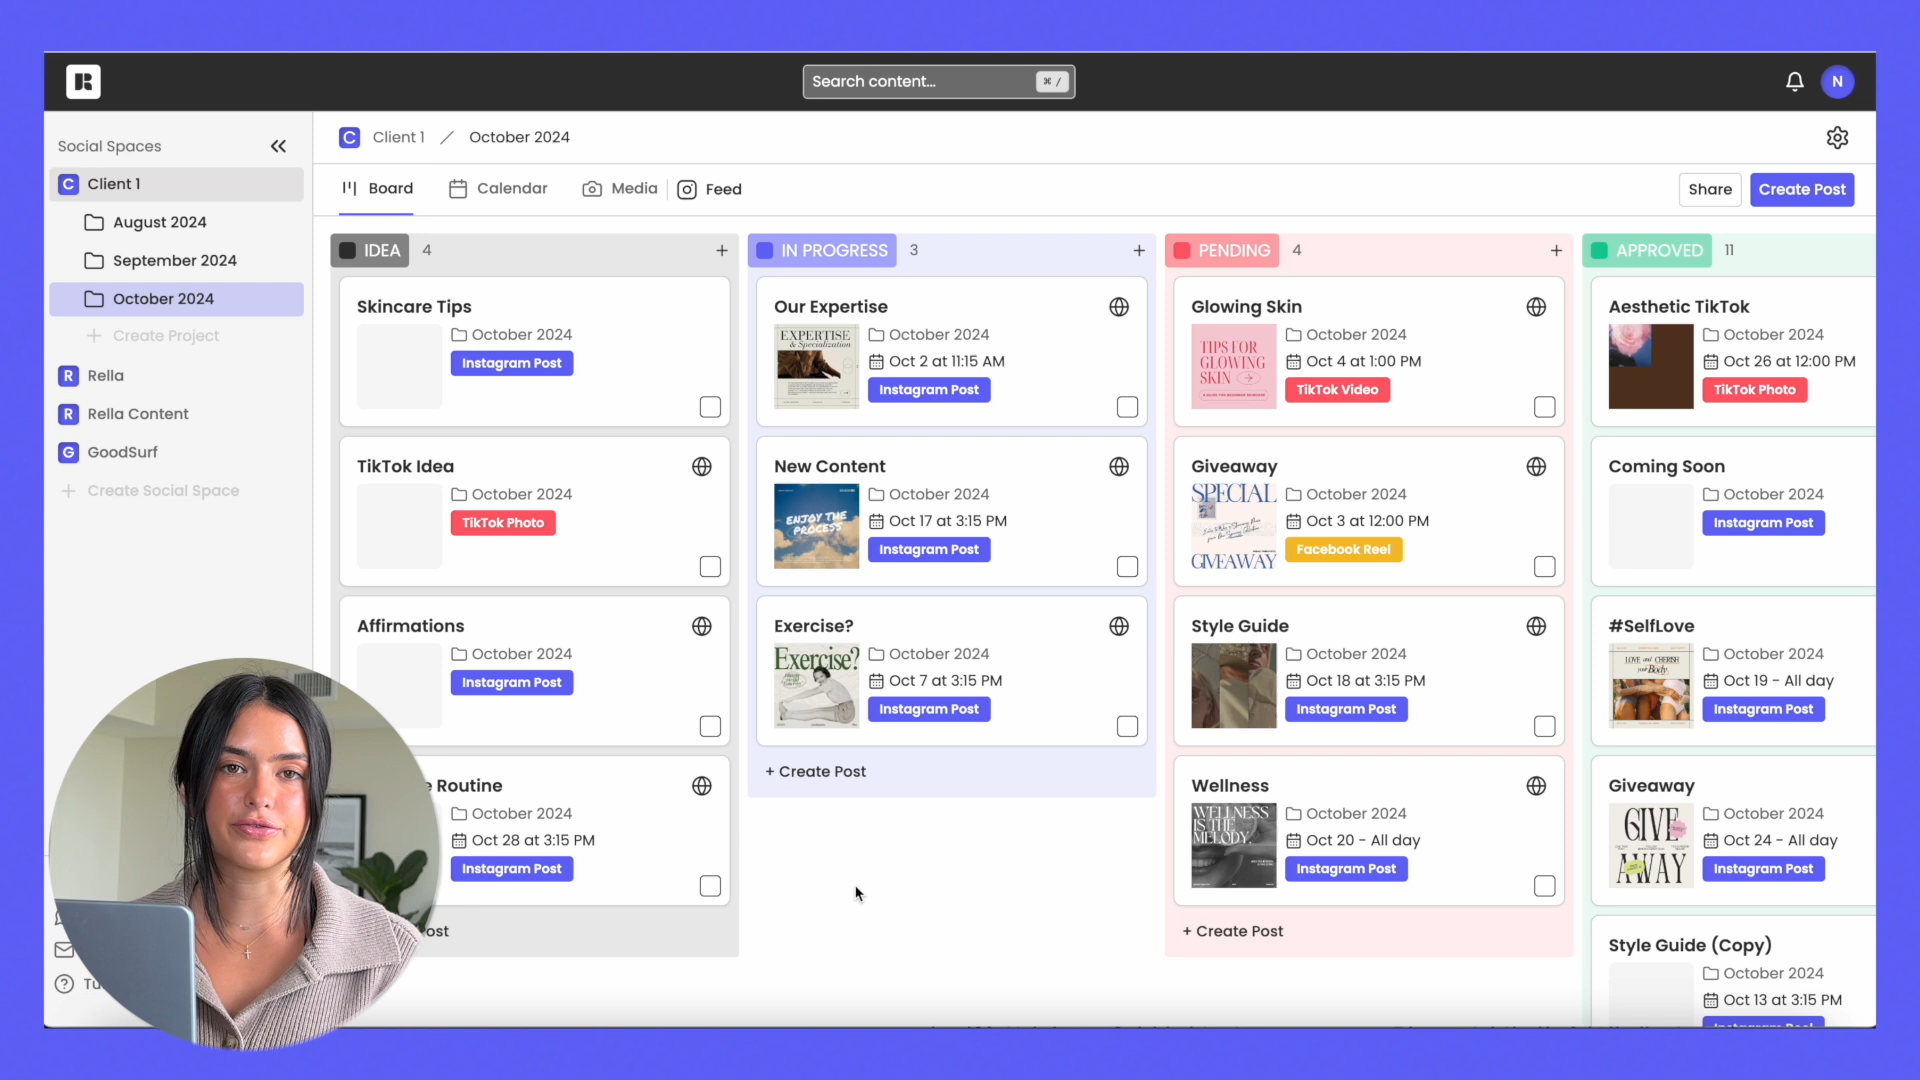 R
Search content...
⌘ /
N
Social Spaces
C Client 1
August 2024
September 2024
October 2024
+ Create Project
R Rella
R Rella Content
G GoodSurf
+ Create Social Space
C Client 1 / October 2024
Board
Calendar
Media
Feed
Share
Create Post
IDEA 4 +
Skincare Tips
October 2024
Instagram Post
TikTok Idea
October 2024
TikTok Photo
Affirmations
October 2024
Instagram Post
e Routine
October 2024
Oct 28 at 3:15 PM
Instagram Post
ost
IN PROGRESS 3 +
Our Expertise
EXPERTISE
& Specialization
October 2024
Oct 2 at 11:15 AM
Instagram Post
New Content
ENJOY THE
PROCESS
October 2024
Oct 17 at 3:15 PM
Instagram Post
Exercise?
Exercise?
October 2024
Oct 7 at 3:15 PM
Instagram Post
+ Create Post
PENDING 4 +
Glowing Skin
TIPS FOR
GLOWING
SKIN
October 2024
Oct 4 at 1:00 PM
TikTok Video
Giveaway
SPECIAL
GIVEAWAY
October 2024
Oct 3 at 12:00 PM
Facebook Reel
Style Guide
October 2024
Oct 18 at 3:15 PM
Instagram Post
Wellness
WELLNESS
IS THE
MELODY.
October 2024
Oct 20 - All day
Instagram Post
+ Create Post
APPROVED 11
Aesthetic TikTok
October 2024
Oct 26 at 12:00 PM
TikTok Photo
Coming Soon
October 2024
Instagram Post
#SelfLove
LOVE and CHERISH
your Body.
October 2024
Oct 19 - All day
Instagram Post
Giveaway
GIVE
AWAY
October 2024
Oct 24 - All day
Instagram Post
Style Guide (Copy)
October 2024
Oct 13 at 3:15 PM
Instagram Reel
Tu